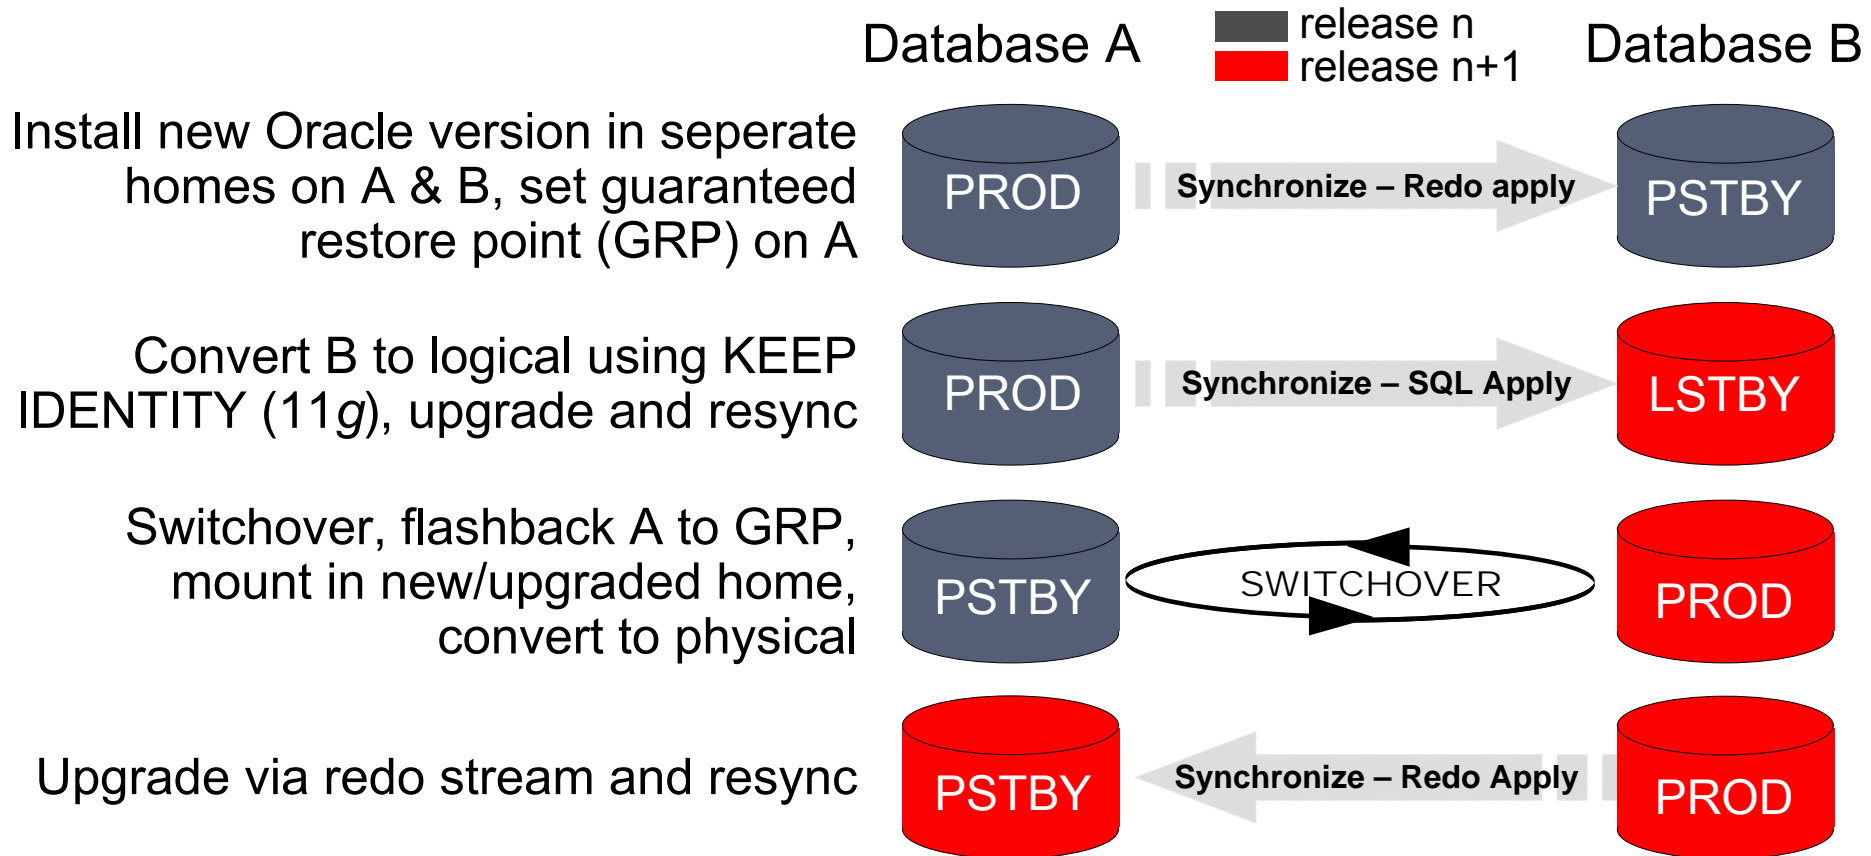 Database A
release n
release n+1
Database B
Install new Oracle version in seperate
homes on A & B, set guaranteed
restore point (GRP) on A
PROD
Synchronize – Redo apply
PSTBY
Convert B to logical using KEEP
IDENTITY (11g), upgrade and resync
PROD
Synchronize – SQL Apply
LSTBY
Switchover, flashback A to GRP,
mount in new/upgraded home,
convert to physical
PSTBY
SWITCHOVER
PROD
Upgrade via redo stream and resync
PSTBY
Synchronize – Redo Apply
PROD